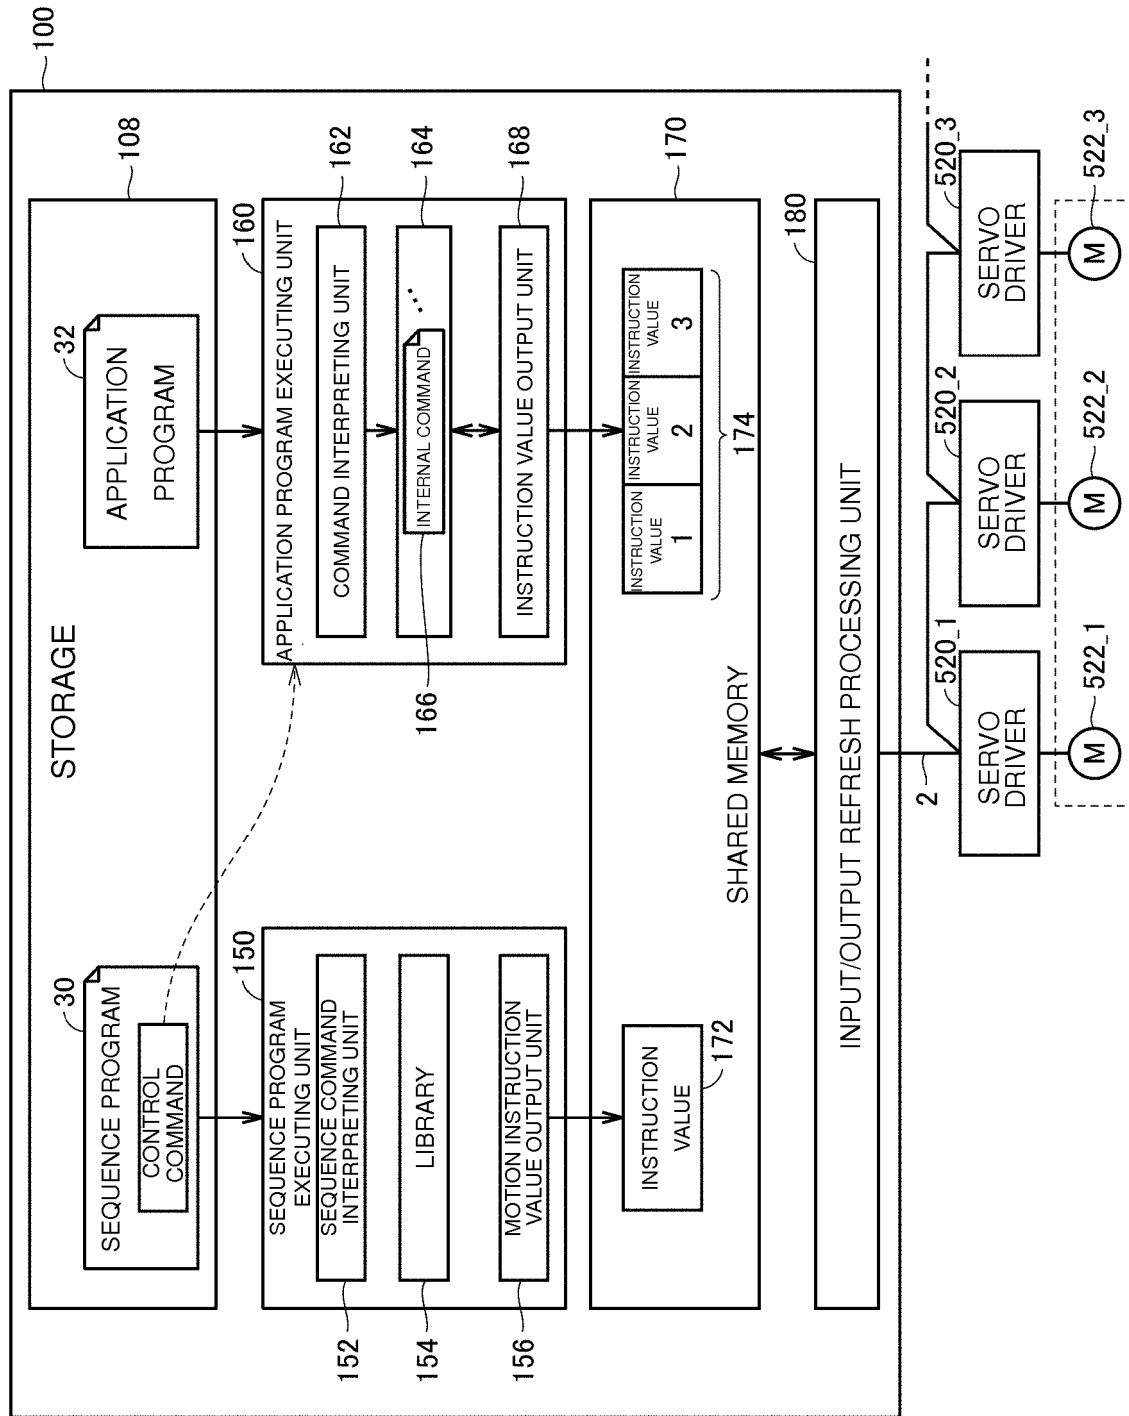 100
108
STORAGE
30
SEQUENCE PROGRAM
CONTROL
COMMAND
32
APPLICATION
PROGRAM
150
SEQUENCE PROGRAM
EXECUTING UNIT
SEQUENCE COMMAND
INTERPRETING UNIT
152
LIBRARY
154
MOTION INSTRUCTION
VALUE OUTPUT UNIT
156
160
APPLICATION PROGRAM EXECUTING UNIT
COMMAND INTERPRETING UNIT
162
164
INTERNAL COMMAND
166
INSTRUCTION VALUE OUTPUT UNIT
168
170
INSTRUCTION
VALUE
172
INSTRUCTION
VALUE
1
INSTRUCTION
VALUE
2
INSTRUCTION
VALUE
3
174
SHARED MEMORY
180
INPUT/OUTPUT REFRESH PROCESSING UNIT
2
520_1
SERVO
DRIVER
520_2
SERVO
DRIVER
520_3
SERVO
DRIVER
522_1
M
522_2
M
522_3
M